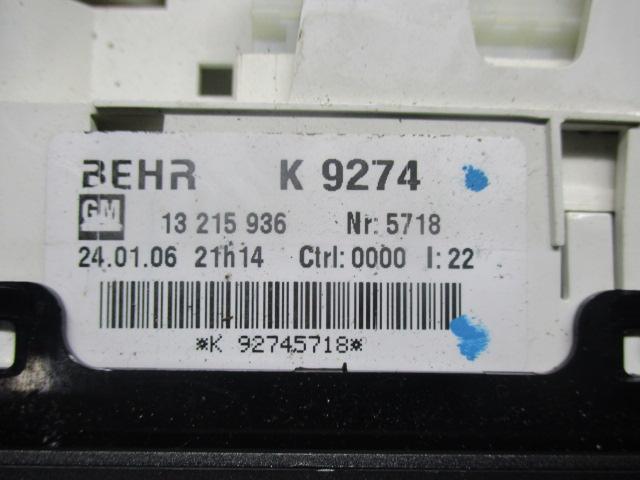 BEHR K 9274
GM 13 215 936 Nr: 5718
24.01.06 21h14 Ctrl: 0000 I: 22
*K 92745718*